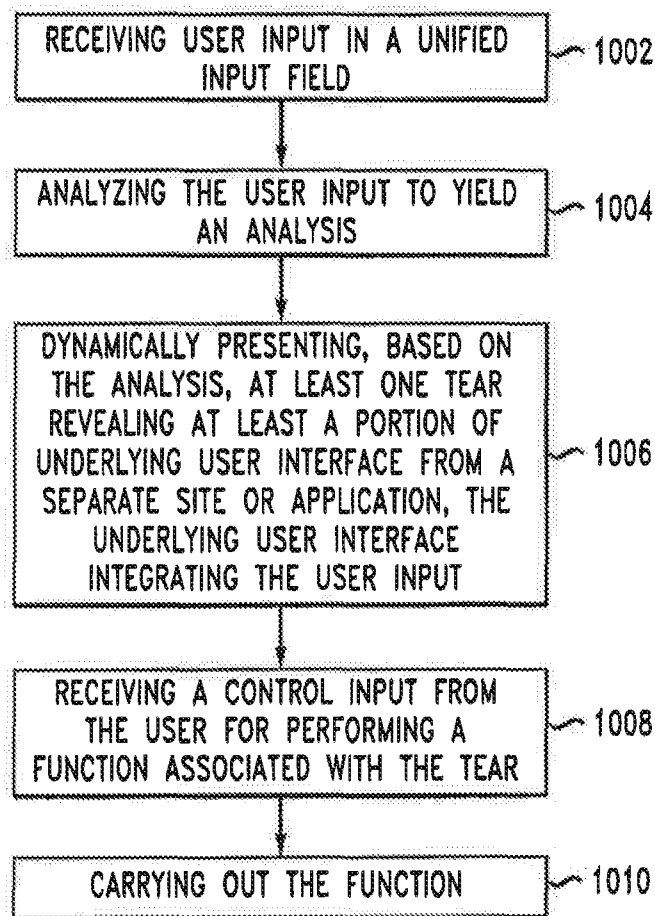 RECEIVING USER INPUT IN A UNIFIED
INPUT FIELD
1002
ANALYZING THE USER INPUT TO YIELD
AN ANALYSIS
1004
DYNAMICALLY PRESENTING, BASED ON
THE ANALYSIS, AT LEAST ONE TEAR
REVEALING AT LEAST A PORTION OF
UNDERLYING USER INTERFACE FROM A
SEPARATE SITE OR APPLICATION, THE
UNDERLYING USER INTERFACE
INTEGRATING THE USER INPUT
1006
RECEIVING A CONTROL INPUT FROM
THE USER FOR PERFORMING A
FUNCTION ASSOCIATED WITH THE TEAR
1008
CARRYING OUT THE FUNCTION
1010